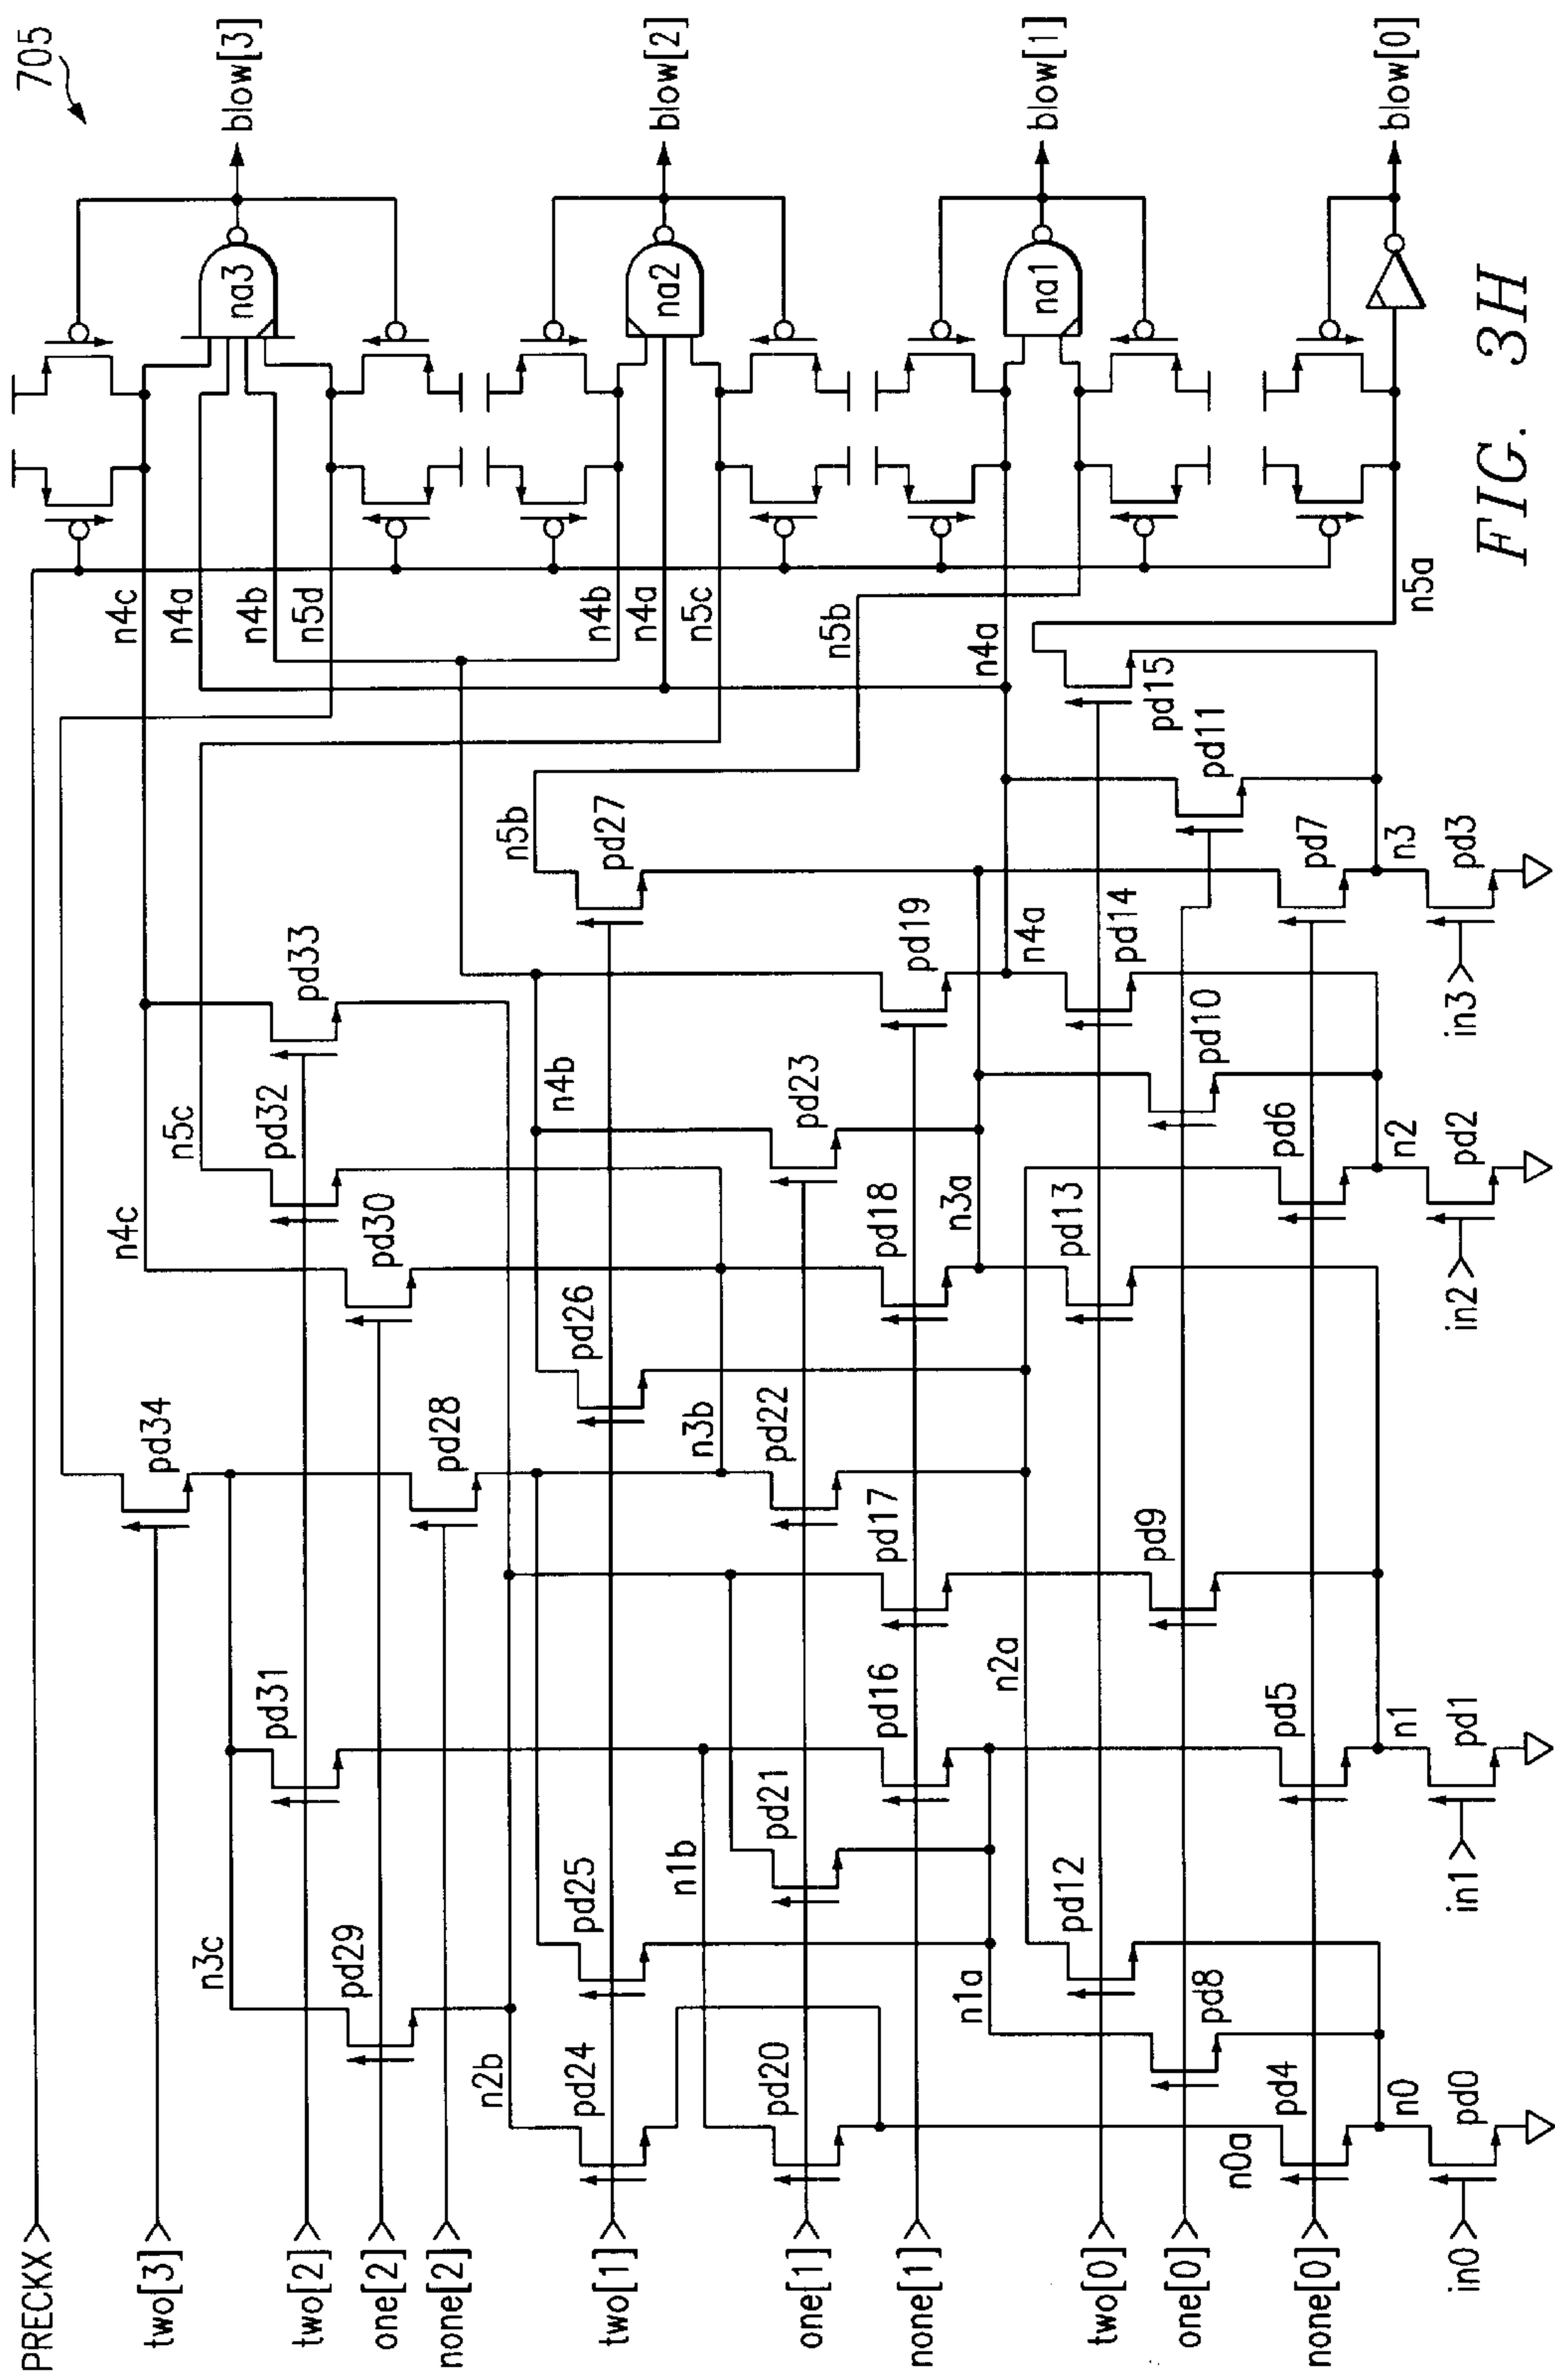 705
PRECKX
two[3]
two[2]
one[2]
none[2]
two[1]
one[1]
none[1]
two[0]
one[0]
none[0]
in0
in1
in2
in3
blow[3]
blow[2]
blow[1]
blow[0]
na3
na2
na1
n4c
n4a
n4b
n5d
n4b
n4a
n5c
n5b
n4a
n5a
pd34
n4c
n5c
pd32
pd33
pd30
n5b
pd27
pd15
pd11
n3c
pd29
pd31
pd28
n3b
pd26
n4b
pd23
pd19
n4a
pd14
n2b
pd24
pd25
n1b
pd20
pd21
pd22
pd16
pd17
pd18
n3a
n1a
n2a
pd12
pd13
pd8
pd9
pd10
n0a
pd4
pd5
pd6
pd7
n0
n1
n2
n3
pd0
pd1
pd2
pd3
FIG. 3H